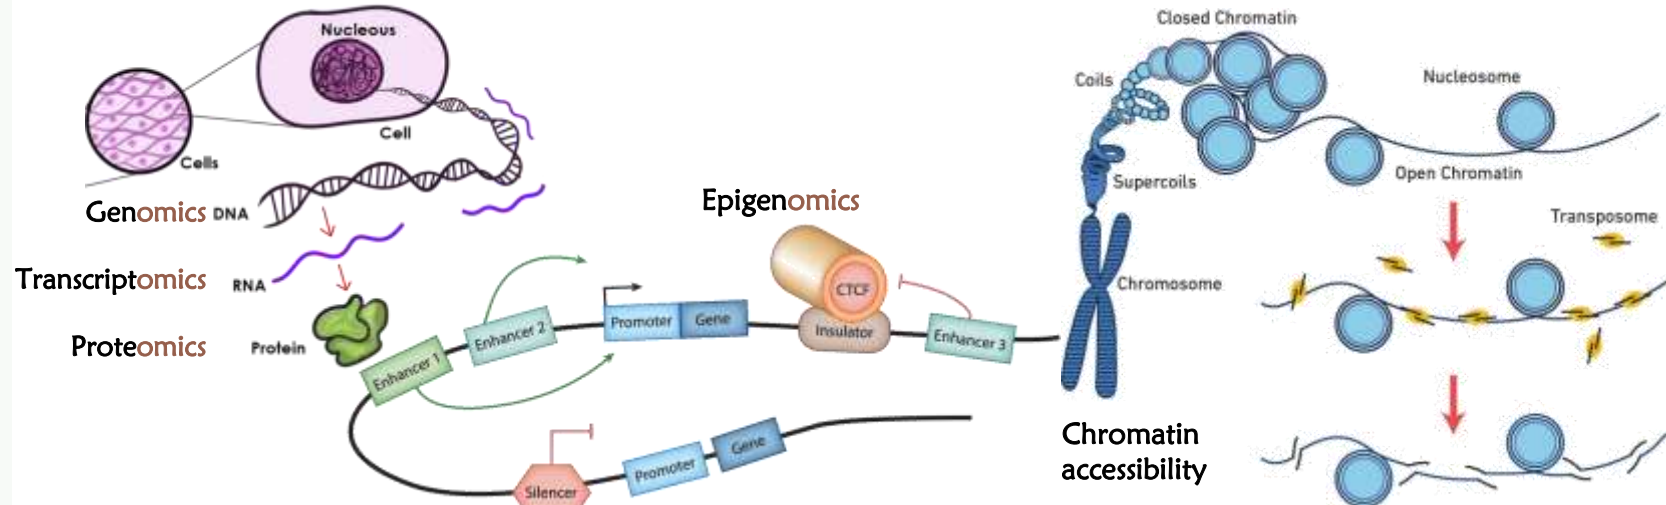 Nucleous
Cell
Cells
Genomics
DNA
Transcriptomics
RNA
Proteomics
Protein
Epigenomics
Enhancer 1
Enhancer 2
Promoter
Gene
CTCF
Insulator
Enhancer 3
Silencer
Promoter
Gene
Closed Chromatin
Coils
Nucleosome
Supercoils
Open Chromatin
Transposome
Chromosome
Chromatin
accessibility